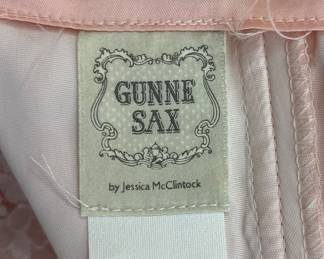 GUNNE
SAX
by Jessica McClintock